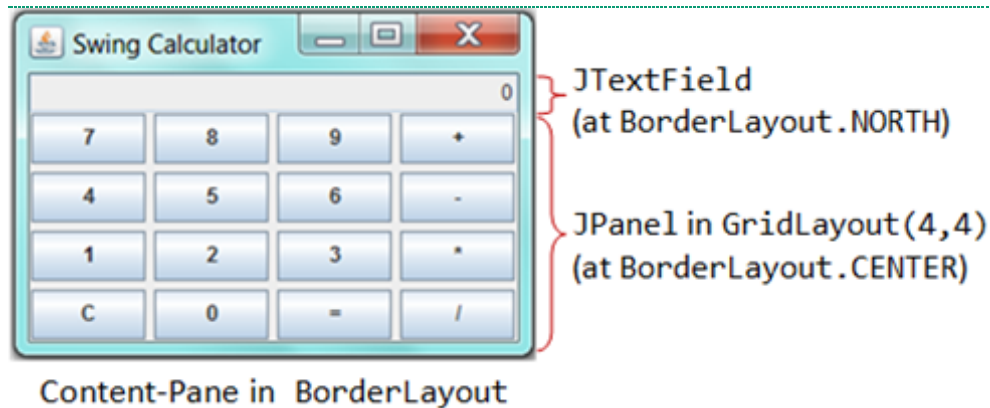 Swing Calculator
0
JTextField
(at BorderLayout.NORTH)
7 8 9 +
4 5 6 -
JPanel in GridLayout(4,4)
(at BorderLayout.CENTER)
1 2 3 *
C 0 = /
Content-Pane in BorderLayout